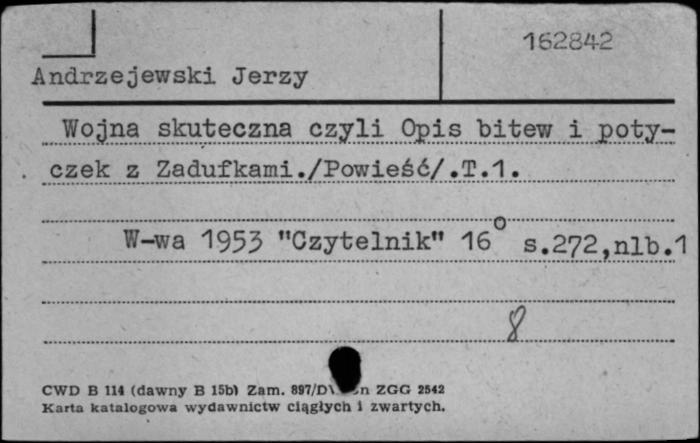 162842
Andrzejewski Jerzy
Wojna skuteczna czyli Opis bitew i poty-
czek z Zadufkami./Powieść/.T.1.
W-wa 1953 "Czytelnik" 16° s.272,nlb.1
8
CWD B 114 (dawny B 15b) Zam. 897/D n ZGG 2542
Karta katalogowa wydawnictw ciągłych i zwartych.